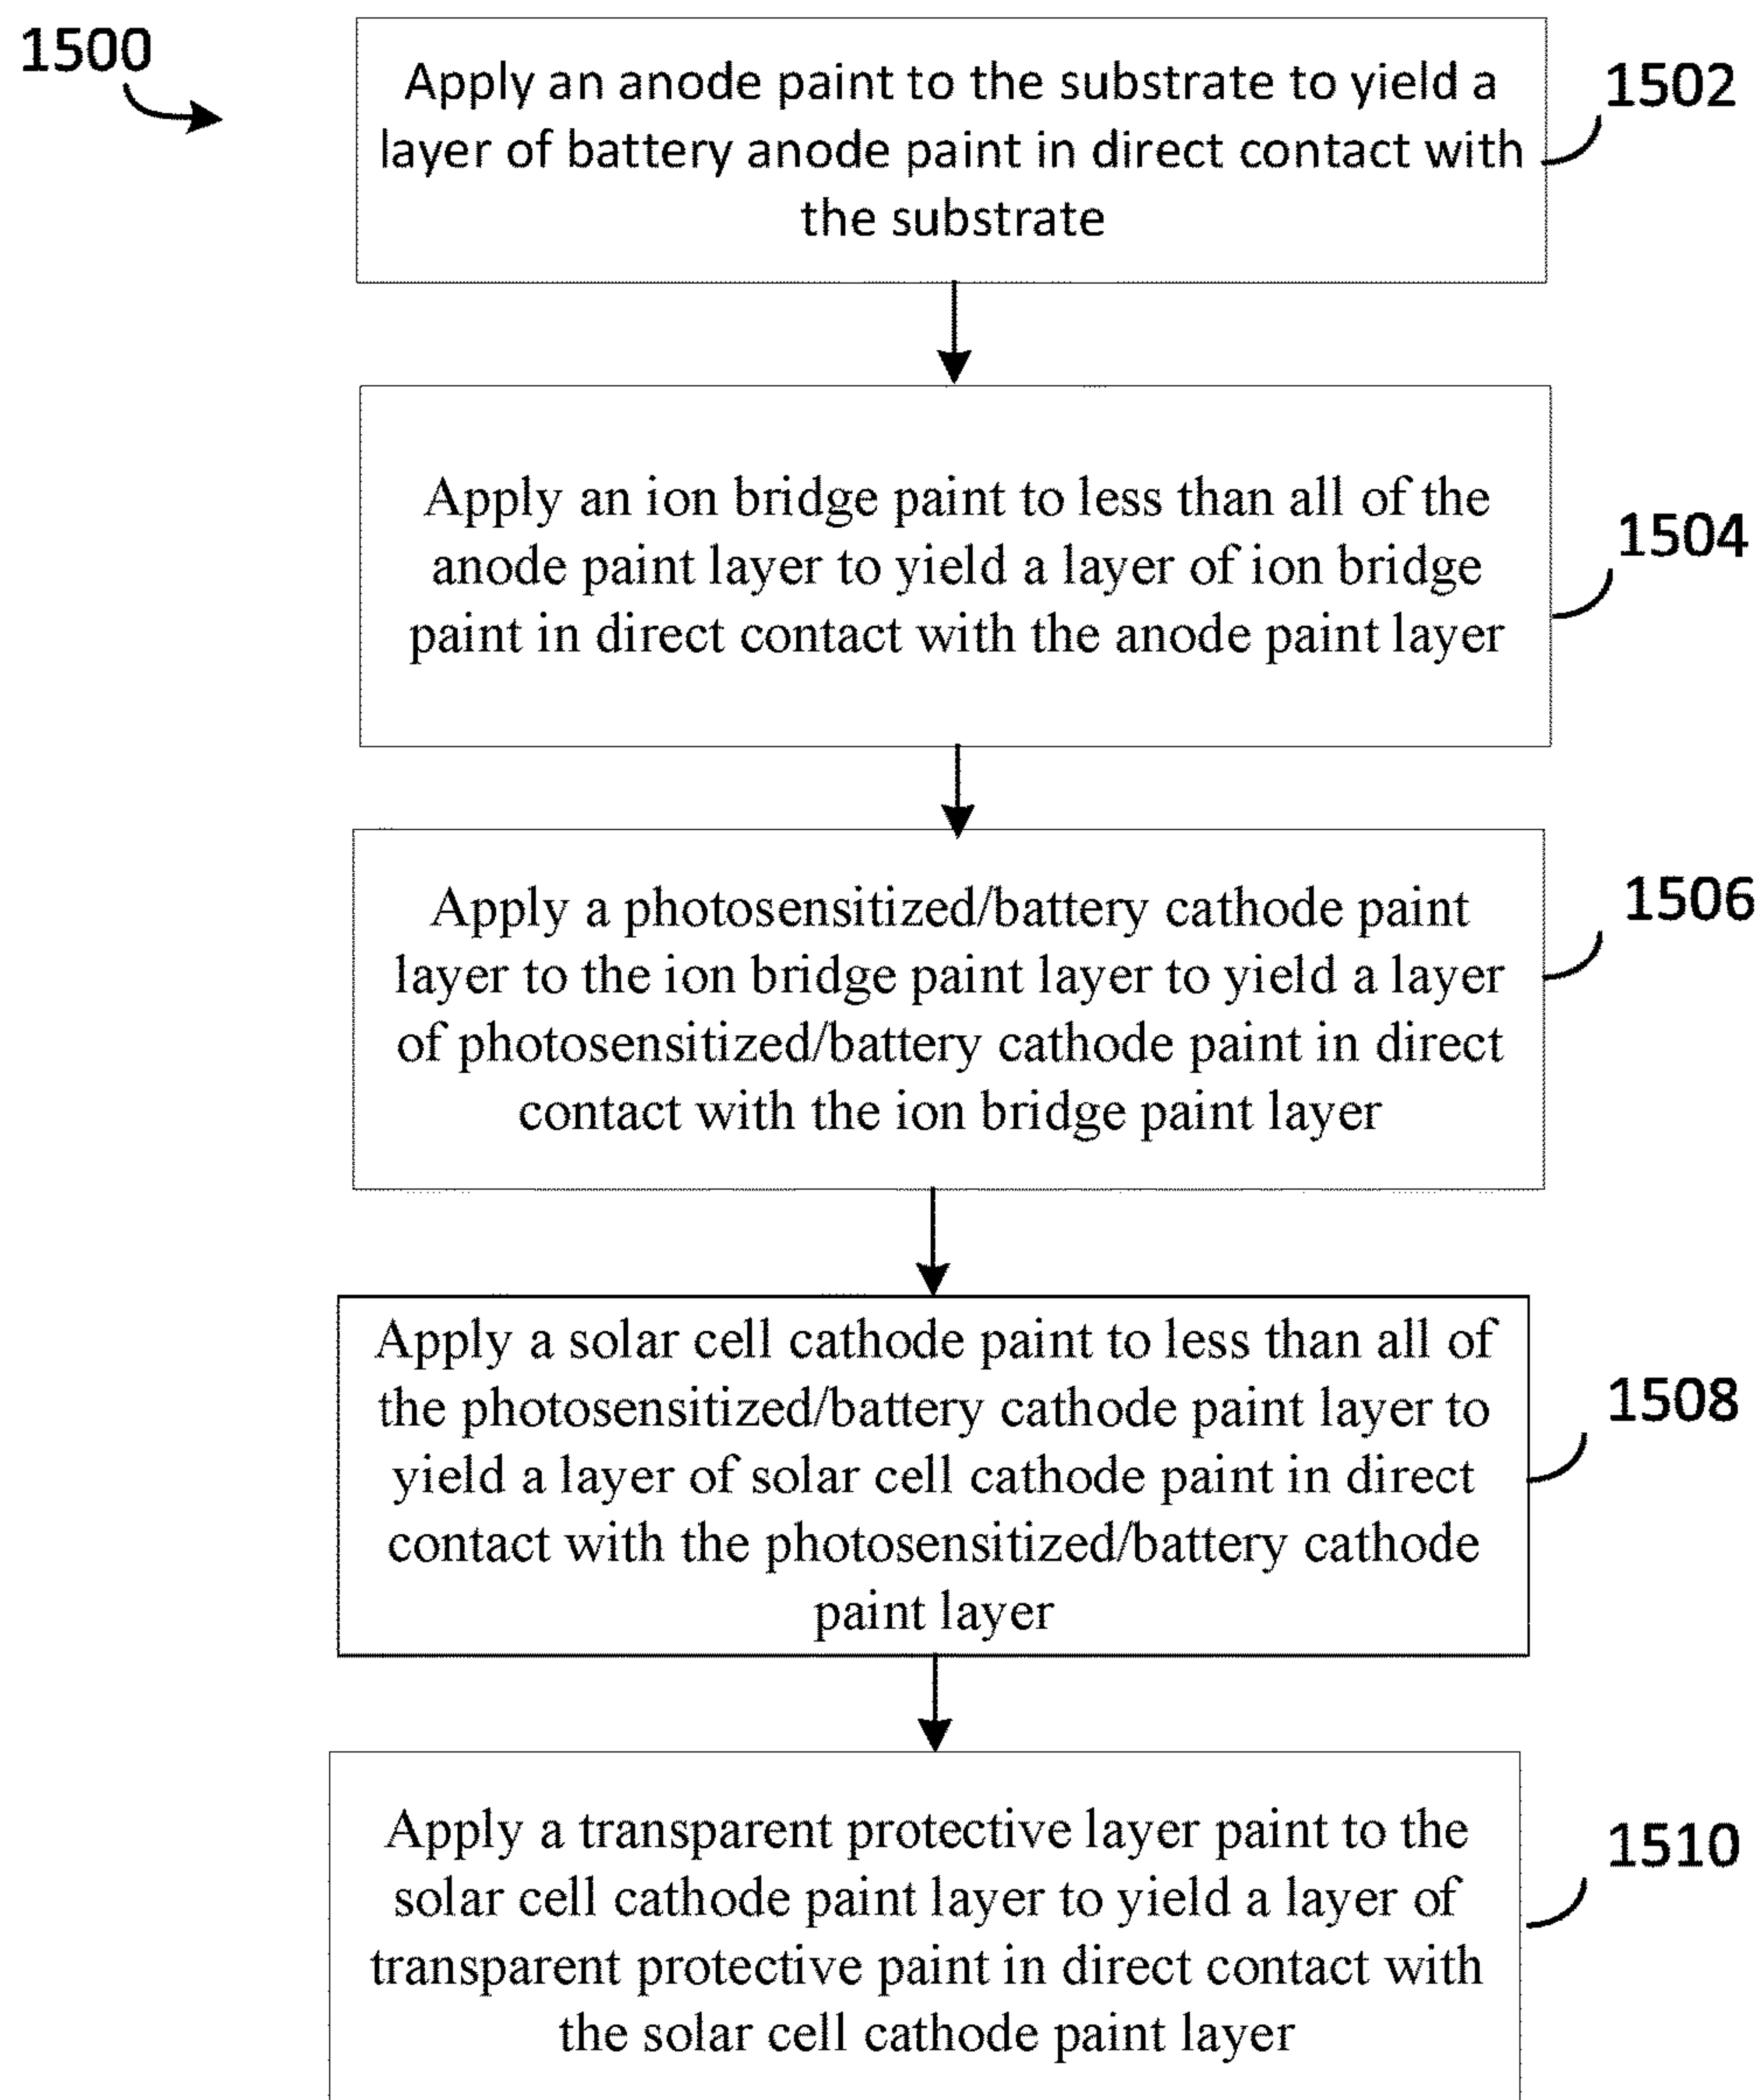 1500
Apply an anode paint to the substrate to yield a
layer of battery anode paint in direct contact with
the substrate
1502
Apply an ion bridge paint to less than all of the
anode paint layer to yield a layer of ion bridge
paint in direct contact with the anode paint layer
1504
Apply a photosensitized/battery cathode paint
layer to the ion bridge paint layer to yield a layer
of photosensitized/battery cathode paint in direct
contact with the ion bridge paint layer
1506
Apply a solar cell cathode paint to less than all of
the photosensitized/battery cathode paint layer to
yield a layer of solar cell cathode paint in direct
contact with the photosensitized/battery cathode
paint layer
1508
Apply a transparent protective layer paint to the
solar cell cathode paint layer to yield a layer of
transparent protective paint in direct contact with
the solar cell cathode paint layer
1510